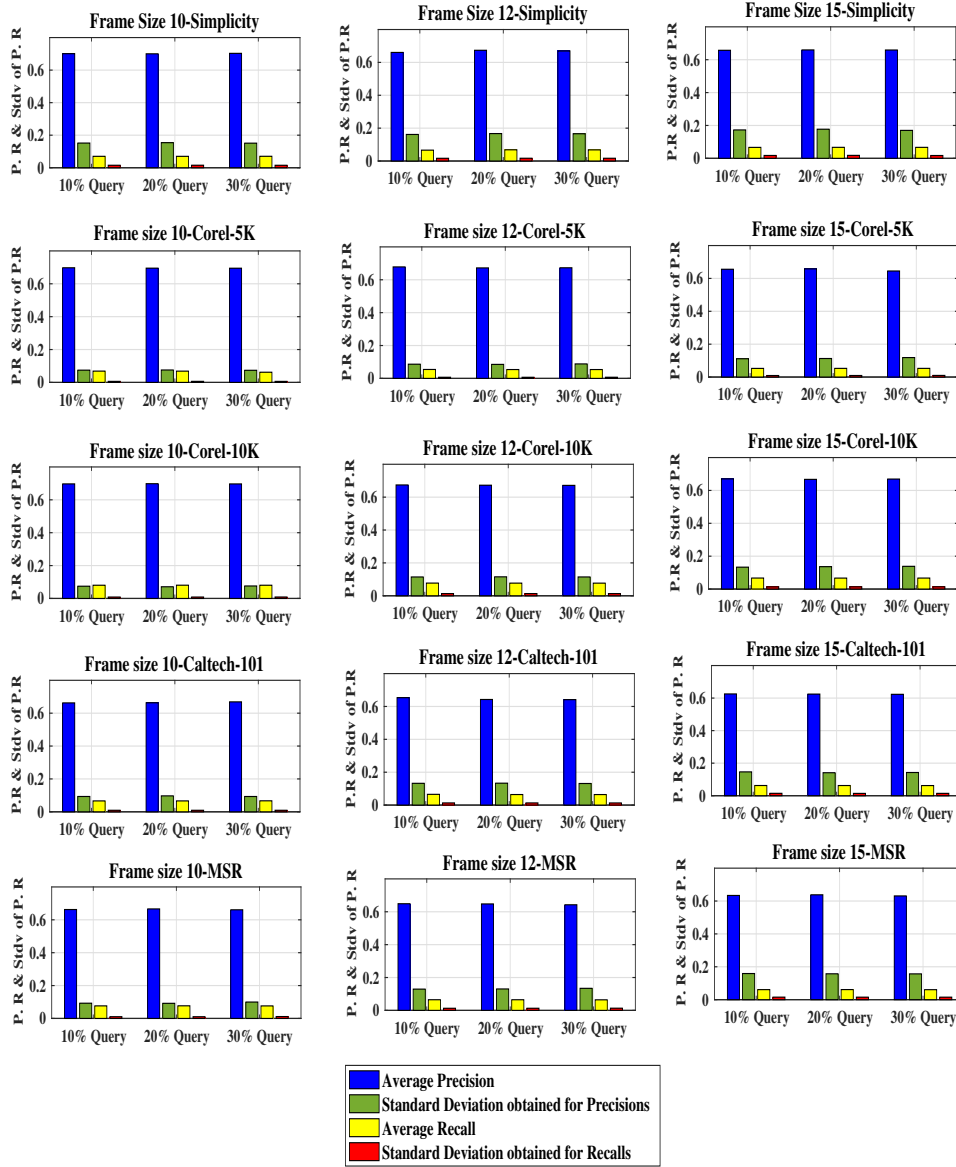 Frame Size 10-Simplicity
P. R & Stdv of P. R
0.6
0.4
0.2
0
10% Query 20% Query 30% Query
Frame Size 12-Simplicity
P.R & Stdv of P.R
0.6
0.4
0.2
0
10% Query 20% Query 30% Query
Frame Size 15-Simplicity
P.R & Stdv of P.R
0.6
0.4
0.2
0
10% Query 20% Query 30% Query
Frame size 10-Corel-5K
P.R & Stdv of P.R
0.6
0.4
0.2
0
10% Query 20% Query 30% Query
Frame size 12-Corel-5K
P.R & Stdv of P.R
0.6
0.4
0.2
0
10% Query 20% Query 30% Query
Frame size 15-Corel-5K
P.R & Stdv of P.R
0.6
0.4
0.2
0
10% Query 20% Query 30% Query
Frame size 10-Corel-10K
P.R & Stdv of P.R
0.6
0.4
0.2
0
10% Query 20% Query 30% Query
Frame size 12-Corel-10K
P.R & Stdv of P.R
0.6
0.4
0.2
0
10% Query 20% Query 30% Query
Frame size 15-Corel-10K
P.R & Stdv of P.R
0.6
0.4
0.2
0
10% Query 20% Query 30% Query
Frame size 10-Caltech-101
P.R & Stdv of P.R
0.6
0.4
0.2
0
10% Query 20% Query 30% Query
Frame size 12-Caltech-101
P.R & Stdv of P.R
0.6
0.4
0.2
0
10% Query 20% Query 30% Query
Frame size 15-Caltech-101
P.R & Stdv of P. R
0.6
0.4
0.2
0
10% Query 20% Query 30% Query
Frame size 10-MSR
P. R & Stdv of P. R
0.6
0.4
0.2
0
10% Query 20% Query 30% Query
Frame size 12-MSR
P. R & Stdv of P. R
0.6
0.4
0.2
0
10% Query 20% Query 30% Query
Frame size 15-MSR
P. R & Stdv of P. R
0.6
0.4
0.2
0
10% Query 20% Query 30% Query
Average Precision
Standard Deviation obtained for Precisions
Average Recall
Standard Deviation obtained for Recalls